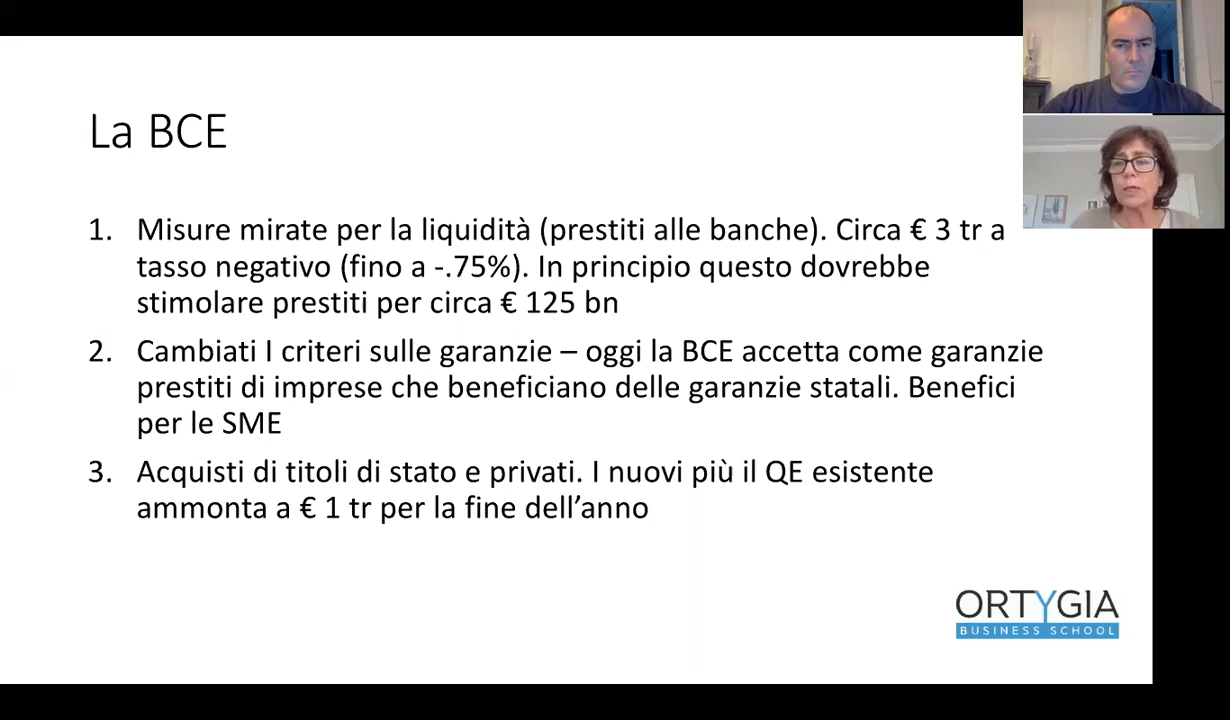 La BCE
1. Misure mirate per la liquidità (prestiti alle banche). Circa € 3 tr a
tasso negativo (fino a -.75%). In principio questo dovrebbe
stimolare prestiti per circa € 125 bn
2. Cambiati I criteri sulle garanzie – oggi la BCE accetta come garanzie
prestiti di imprese che beneficiano delle garanzie statali. Benefici
per le SME
3. Acquisti di titoli di stato e privati. I nuovi più il QE esistente
ammonta a € 1 tr per la fine dell’anno
ORTYGIA
BUSINESS SCHOOL